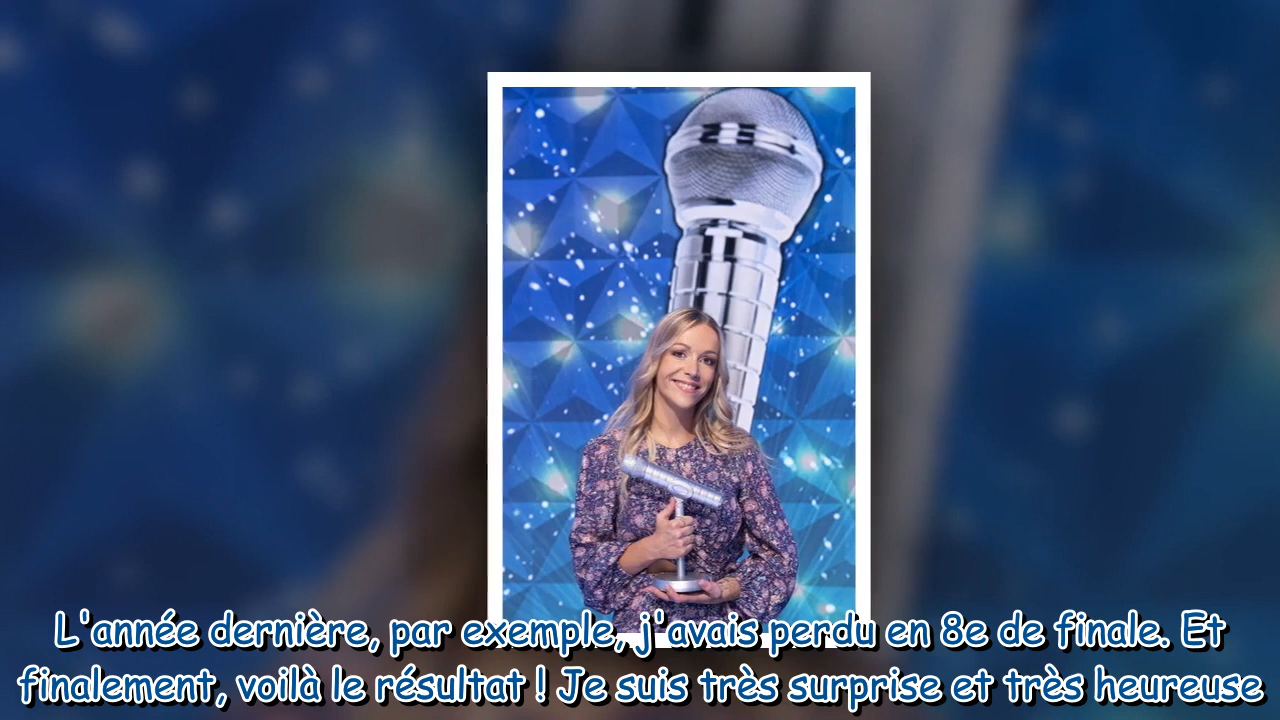 L'année dernière, par exemple, j'avais perdu en 8e de finale. Et
finalement, voilà le résultat ! Je suis très surprise et très heureuse